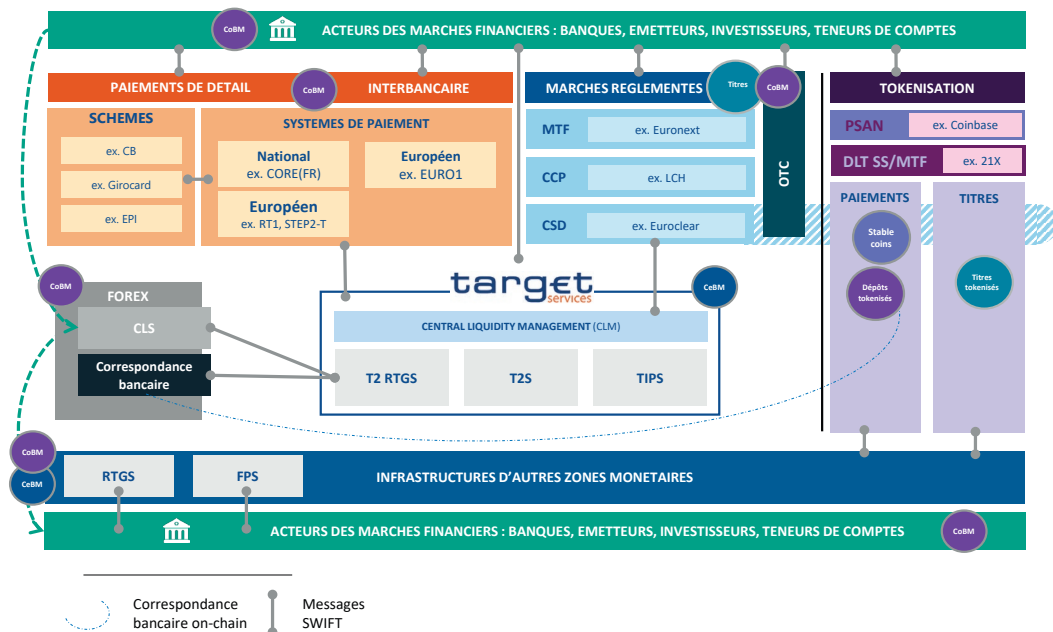 CoBM
ACTEURS DES MARCHES FINANCIERS : BANQUES, EMETTEURS, INVESTISSEURS, TENEURS DE COMPTES
PAIEMENTS DE DETAIL
CoBM
INTERBANCAIRE
SCHEMES
ex. CB
ex. Girocard
ex. EPI
SYSTEMES DE PAIEMENT
National
ex. CORE(FR)
Européen
ex. EURO1
Européen
ex. RT1, STEP2-T
MARCHES REGLEMENTES
Titres
CoBM
MTF
ex. Euronext
CCP
ex. LCH
CSD
ex. Euroclear
OTC
TOKENISATION
PSAN
ex. Coinbase
DLT SS/MTF
ex. 21X
PAIEMENTS
Stable
coins
Dépôts
tokenisés
TITRES
Titres
tokenisés
CoBM
FOREX
CLS
Correspondance
bancaire
target
services
CeBM
CENTRAL LIQUIDITY MANAGEMENT (CLM)
T2 RTGS
T2S
TIPS
CoBM
CeBM
RTGS
FPS
INFRASTRUCTURES D'AUTRES ZONES MONETAIRES
ACTEURS DES MARCHES FINANCIERS : BANQUES, EMETTEURS, INVESTISSEURS, TENEURS DE COMPTES
CoBM
Correspondance
bancaire on-chain
Messages
SWIFT